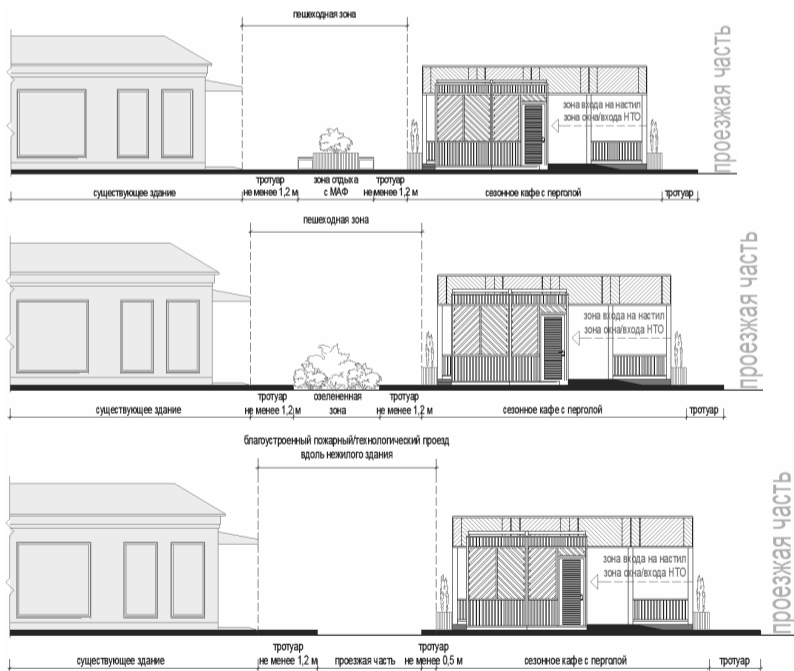 пешеходная зона
проезжая часть
зона входа на настил
зона окна/входа НТО
существующее здание
тротуар
не менее 1,2 м
зона отдыха
с МАФ
тротуар
не менее 1,2 м
сезонное кафе с перголой
тротуар
пешеходная зона
проезжая часть
зона входа на настил
зона окна/входа НТО
существующее здание
тротуар
не менее 1,2 м
озелененная
зона
тротуар
не менее 1,2 м
сезонное кафе с перголой
тротуар
благоустроенный пожарный/технологический проезд
вдоль нежилого здания
проезжая часть
зона входа на настил
зона окна/входа НТО
существующее здание
тротуар
не менее 1,2 м
проезжая часть
тротуар
не менее 0,5 м
сезонное кафе с перголой
тротуар